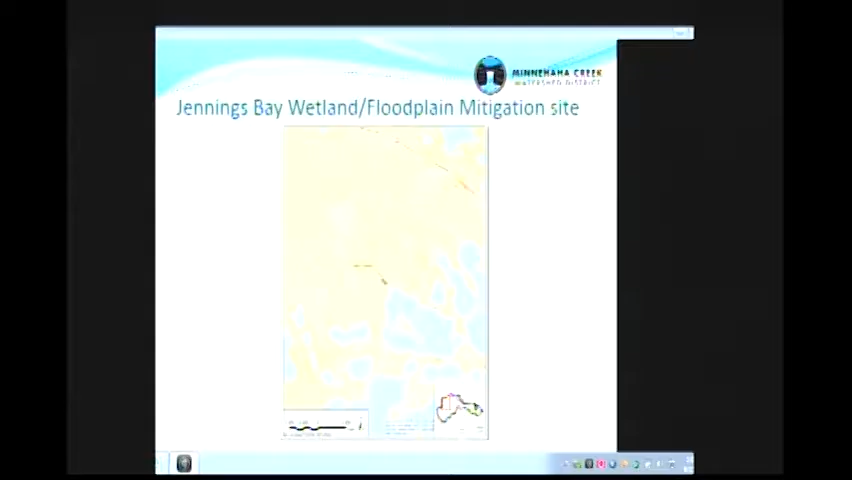 MINNEHAHA CREEK
WATERSHED DISTRICT
Jennings Bay Wetland/Floodplain Mitigation site